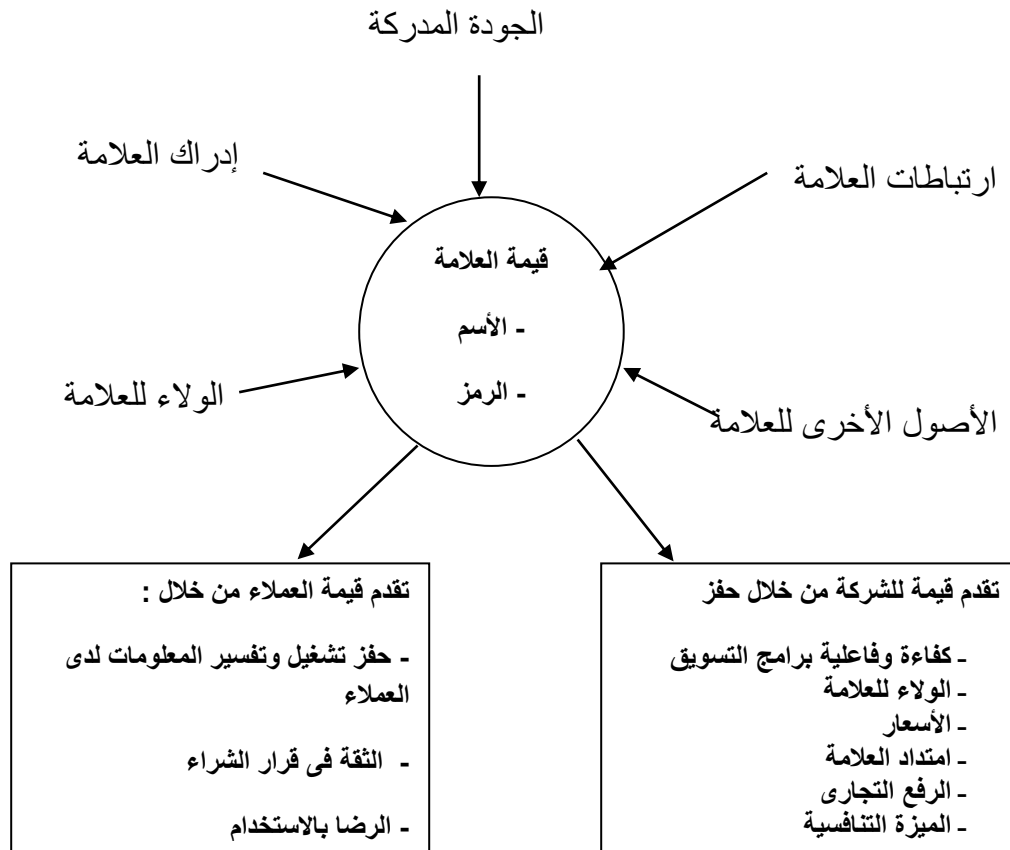 الجودة المدركة
إدراك العلامة
ارتباطات العلامة
قيمة العلامة
- الأسم
- الرمز
الولاء للعلامة
الأصول الأخرى للعلامة
تقدم قيمة للشركة من خلال حفز
- كفاءة وفاعلية برامج التسويق
- الولاء للعلامة
- الأسعار
- امتداد العلامة
- الرفع التجارى
- الميزة التنافسية
تقدم قيمة العملاء من خلال :
- حفز تشغيل وتفسير المعلومات لدى
العملاء
- الثقة فى قرار الشراء
- الرضا بالاستخدام